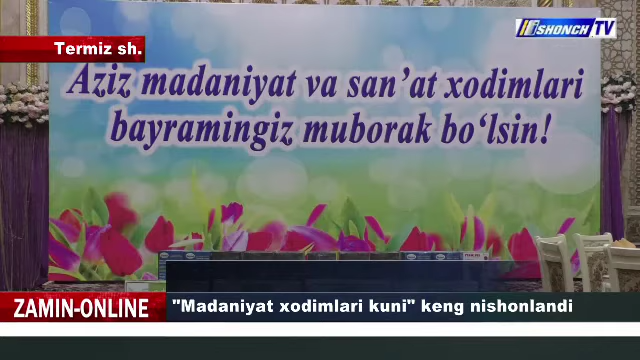 ISHONCH TV
Termiz sh.
Aziz madaniyat va san’at xodimlari
bayramingiz muborak bo‘lsin!
ZAMIN-ONLINE
"Madaniyat xodimlari kuni" keng nishonlandi